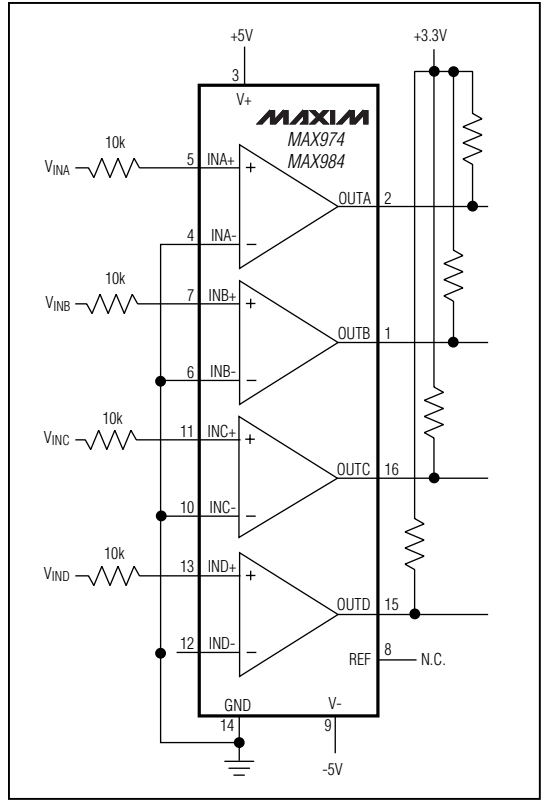 +5V
+3.3V
3
V+
MAXIM
MAX974
MAX984
10k
VINA
5
INA+
+
OUTA
2
4
INA-
−
10k
VINB
7
INB+
+
OUTB
1
6
INB-
−
10k
VINC
11
INC+
+
OUTC
16
10
INC-
−
10k
VIND
13
IND+
+
OUTD
15
12
IND-
−
REF
8
N.C.
GND
V-
14
9
-5V